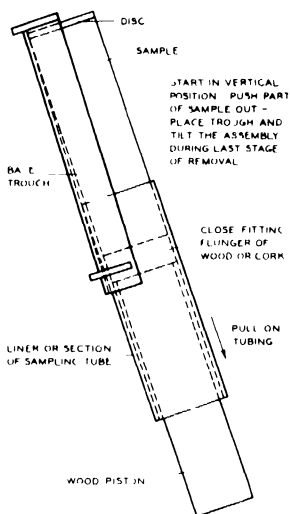 DISC
SAMPLE
START IN VERTICAL
POSITION PUSH PART
OF SAMPLE OUT -
PLACE TROUGH AND
TILT THE ASSEMBLY
DURING LAST STAGE
OF REMOVAL
TROUGH
CLOSE FITTING
PLUNGER OF
WOOD OR CORK
PULL ON
TUBING
LINER OR SECTION
OF SAMPLING TUBE
WOOD PISTON